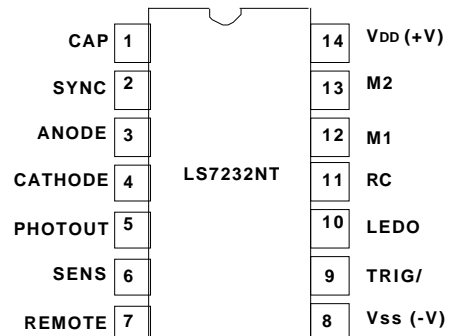 CAP 1 14 VDD (+V)
SYNC 2 13 M2
ANODE 3 12 M1
CATHODE 4 LS7232NT 11 RC
PHOTOUT 5 10 LEDO
SENS 6 9 TRIG/
REMOTE 7 8 Vss (-V)